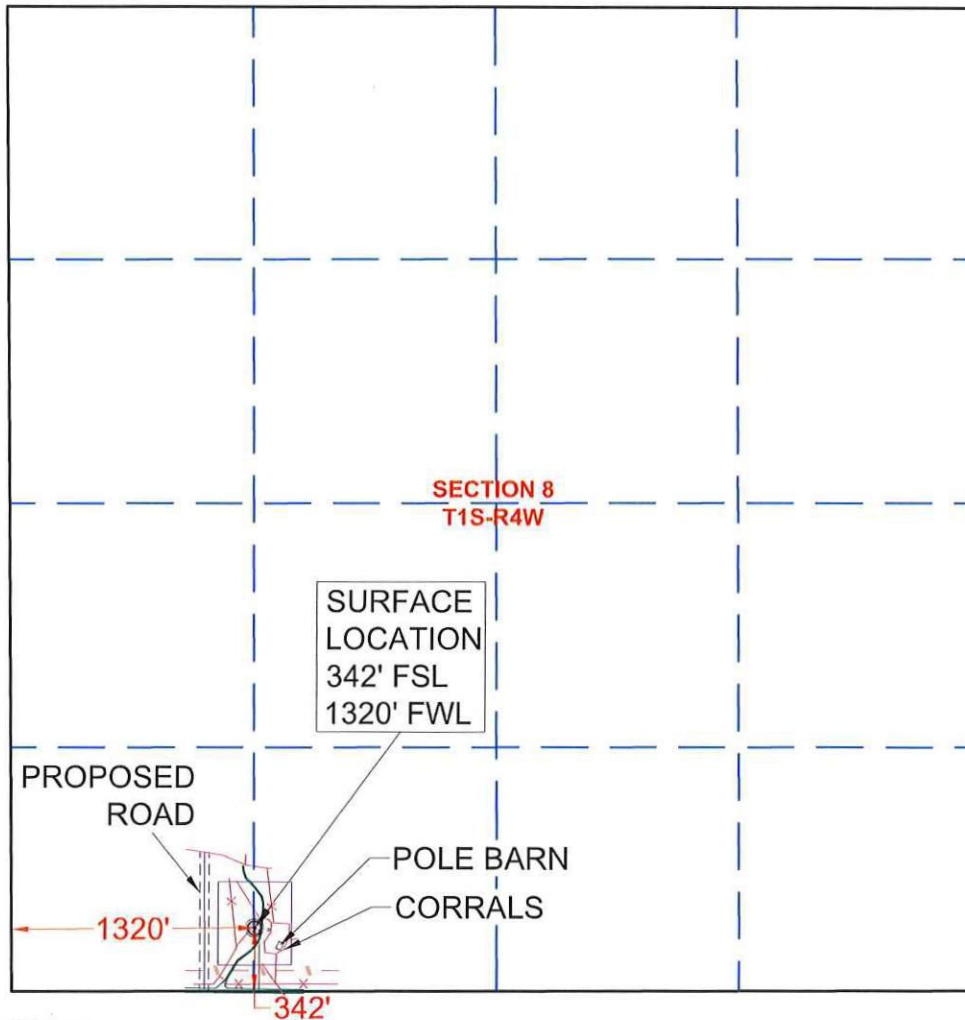 SECTION 8
T1S-R4W
SURFACE
LOCATION
342' FSL
1320' FWL
PROPOSED
ROAD
POLE BARN
CORRALS
1320'
342'